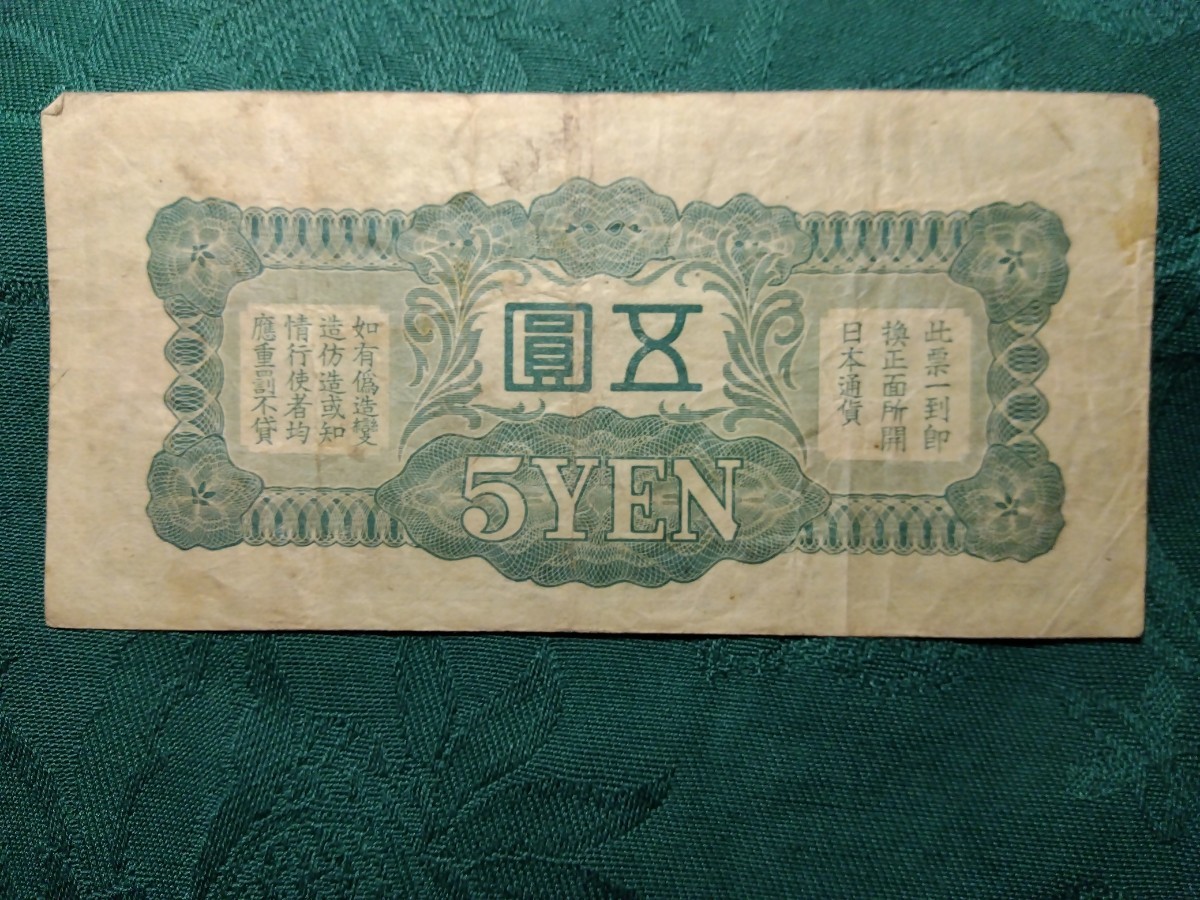 五圓
此票一到即
換正面所開
日本通貨
如有僞造變
造仿造或知
情行使者均
應重罰不貸
5YEN